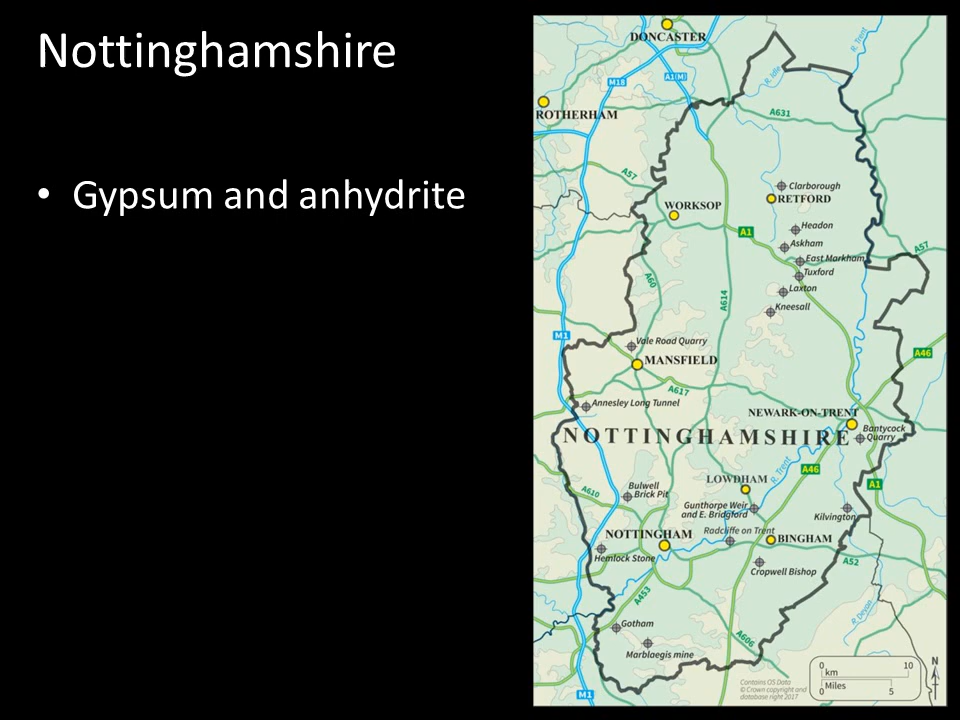 Nottinghamshire
• Gypsum and anhydrite
DONCASTER
R. Trent
R. Idle
M18
A1(M)
ROTHERHAM
A631
A57
Clarborough
RETFORD
WORKSOP
Headon
A1
Askham
A57
East Markham
Tuxford
A60
Laxton
A614
Kneesall
M1
Vale Road Quarry
A46
MANSFIELD
A617
Annesley Long Tunnel
NEWARK-ON-TRENT
Bantycock
Quarry
NOTTINGHAMSHIRE
R. Trent
A46
LOWDHAM
A1
Bulwell
Brick Pit
A610
Gunthorpe Weir
and E. Bridgford
Kilvington
Radcliffe on Trent
NOTTINGHAM
BINGHAM
Hemlock Stone
A52
Cropwell Bishop
A453
R. Devon
Gotham
A606
Marblaegis mine
0 10
km
Miles
0 5
N
Contains OS Data
© Crown copyright and
database right 2017
M1